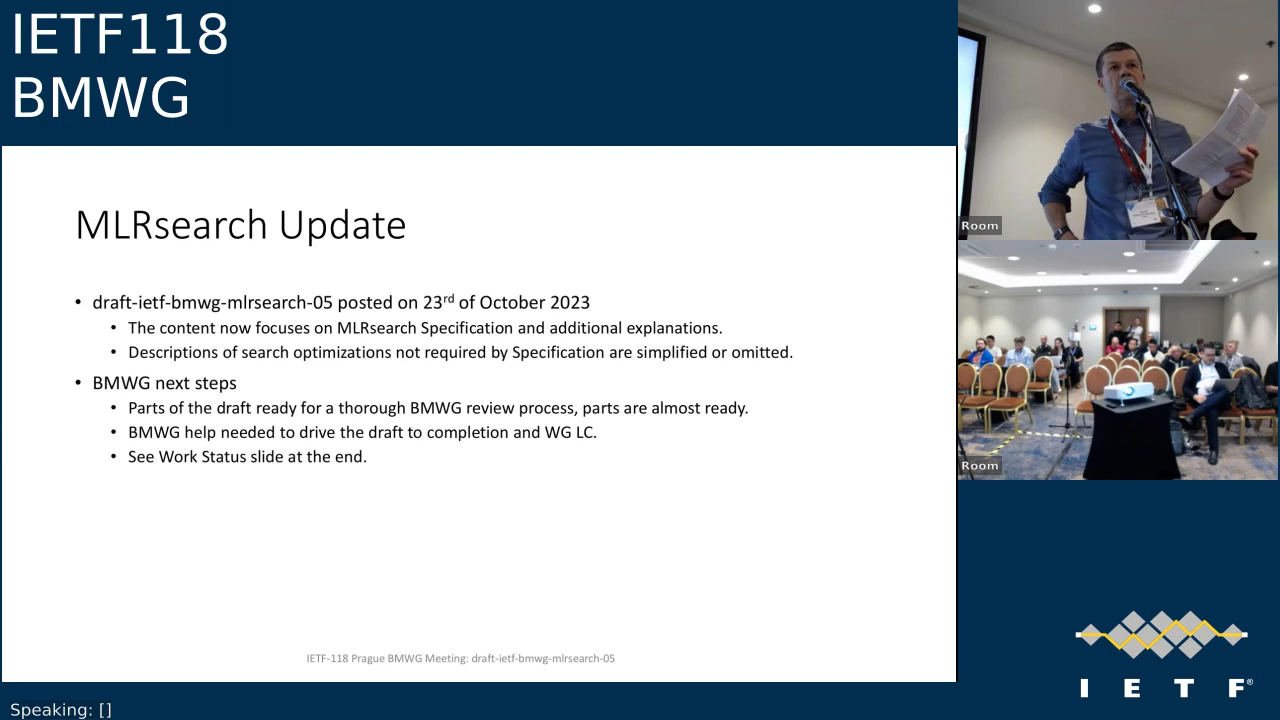 IETF118
BMWG
MLRsearch Update
• draft-ietf-bmwg-mlrsearch-05 posted on 23rd of October 2023
• The content now focuses on MLRsearch Specification and additional explanations.
• Descriptions of search optimizations not required by Specification are simplified or omitted.
• BMWG next steps
• Parts of the draft ready for a thorough BMWG review process, parts are almost ready.
• BMWG help needed to drive the draft to completion and WG LC.
• See Work Status slide at the end.
IETF-118 Prague BMWG Meeting: draft-ietf-bmwg-mlrsearch-05
Speaking: []
Room
Room
I E T F®